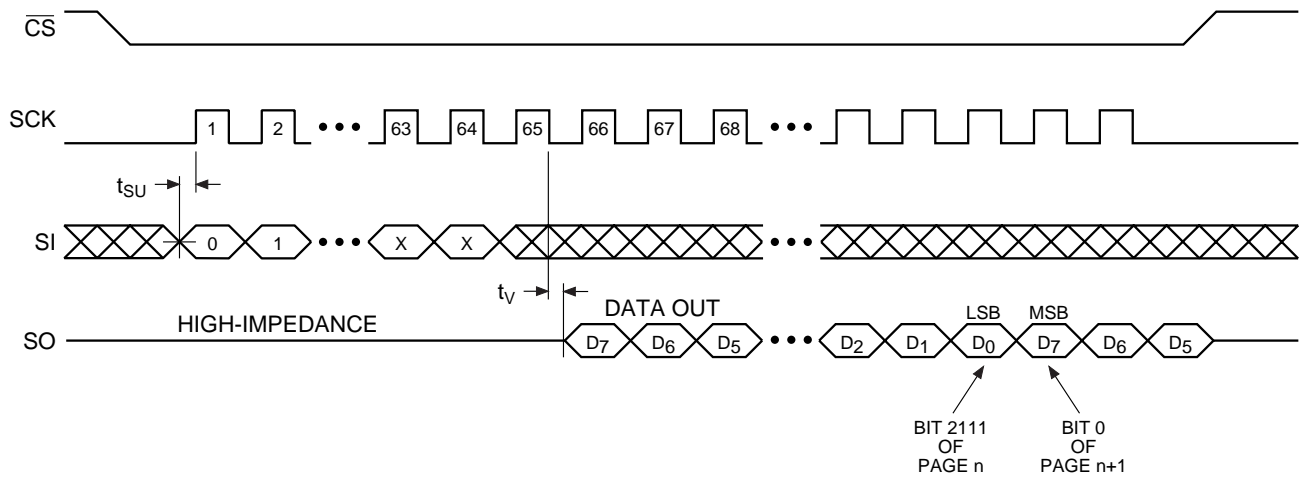 CS
SCK
1 2 ••• 63 64 65 66 67 68 •••
tSU
SI
0 1 ••• X X •••
tV
HIGH-IMPEDANCE
DATA OUT
LSB MSB
SO
D7 D6 D5 ••• D2 D1 D0 D7 D6 D5
BIT 2111
OF
PAGE n
BIT 0
OF
PAGE n+1